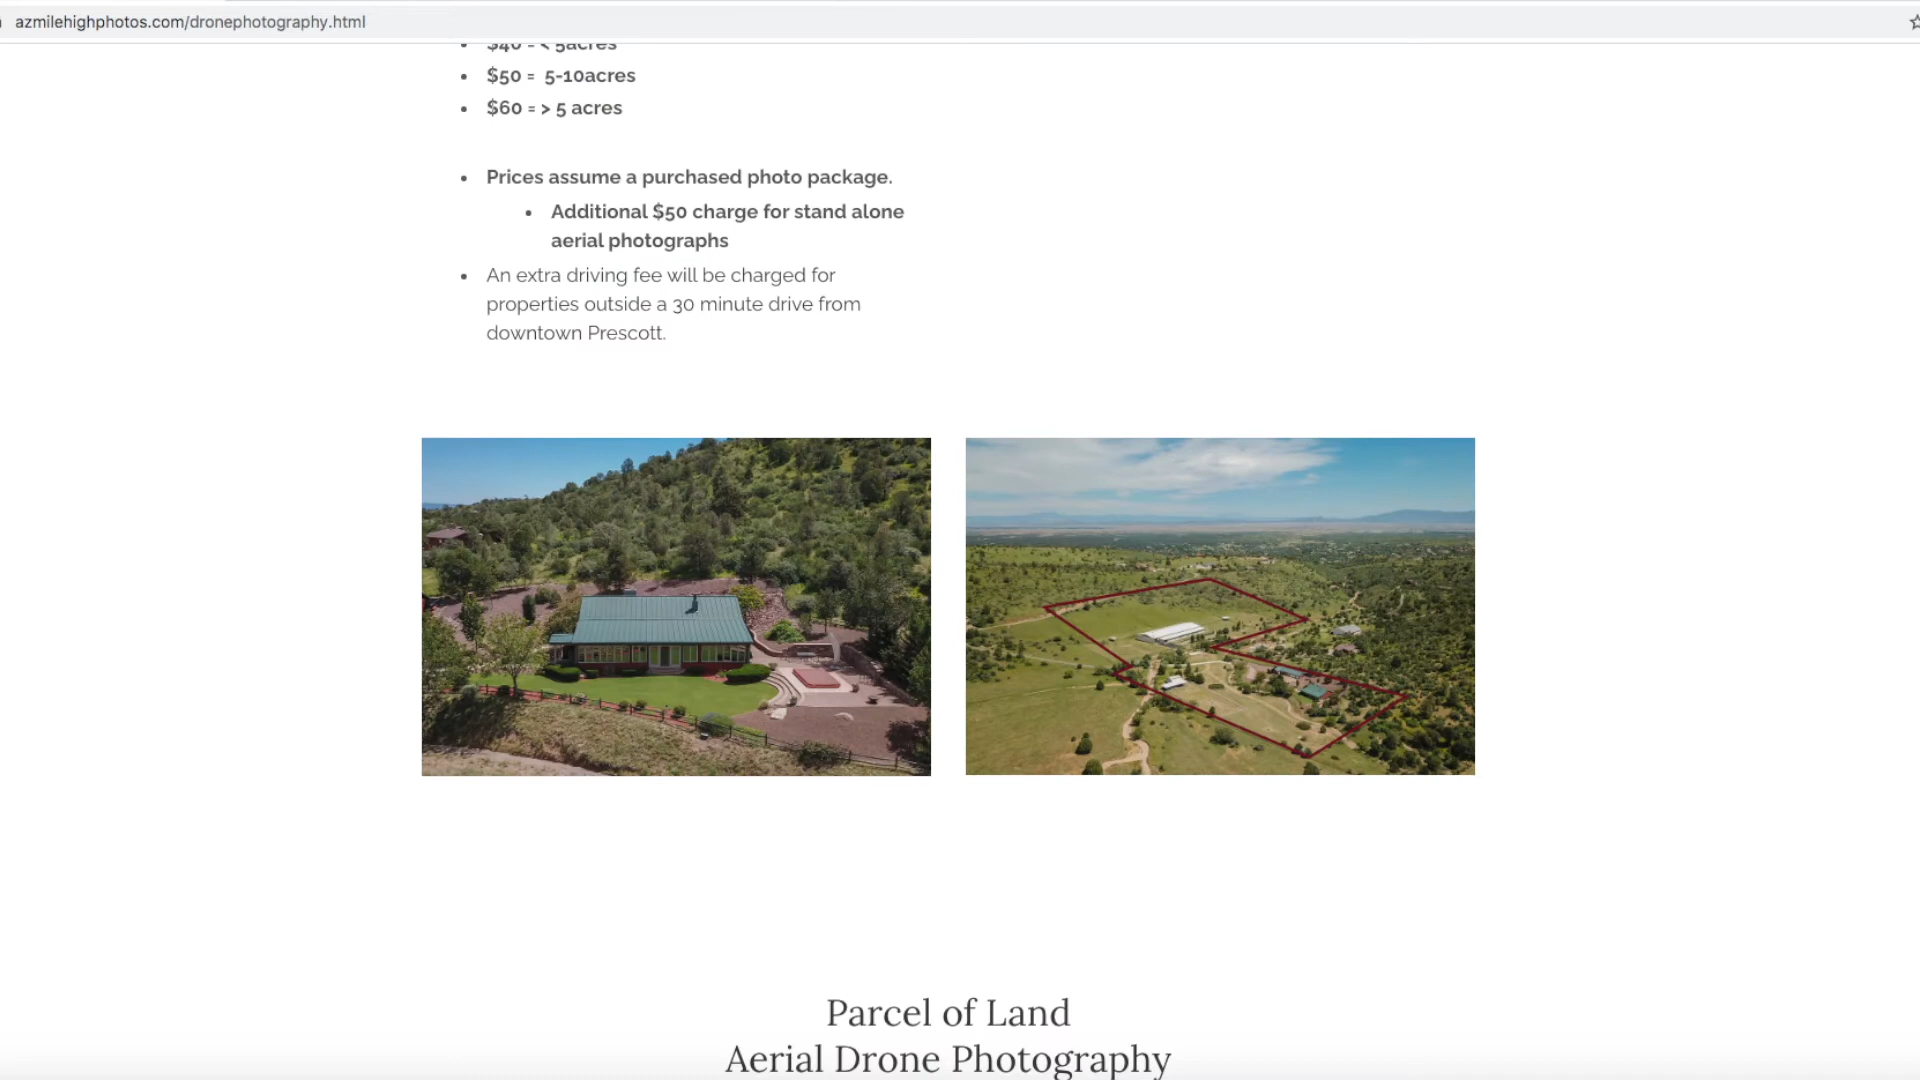 azmilehighphotos.com/dronephotography.html
$40 = < 5acres
$50 = 5-10acres
$60 = > 5 acres
Prices assume a purchased photo package.
Additional $50 charge for stand alone
aerial photographs
An extra driving fee will be charged for
properties outside a 30 minute drive from
downtown Prescott.
Parcel of Land
Aerial Drone Photography